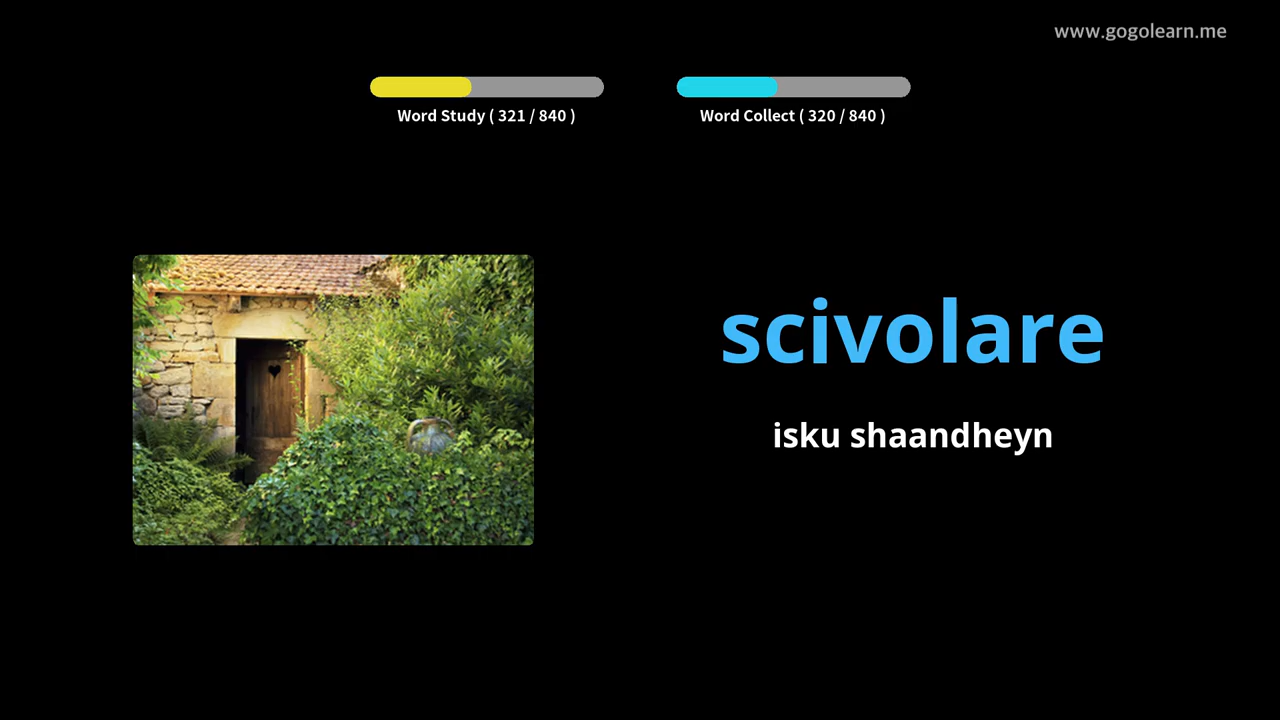 www.gogolearn.me
Word Study ( 321 / 840 )
Word Collect ( 320 / 840 )
scivolare
isku shaandheyn